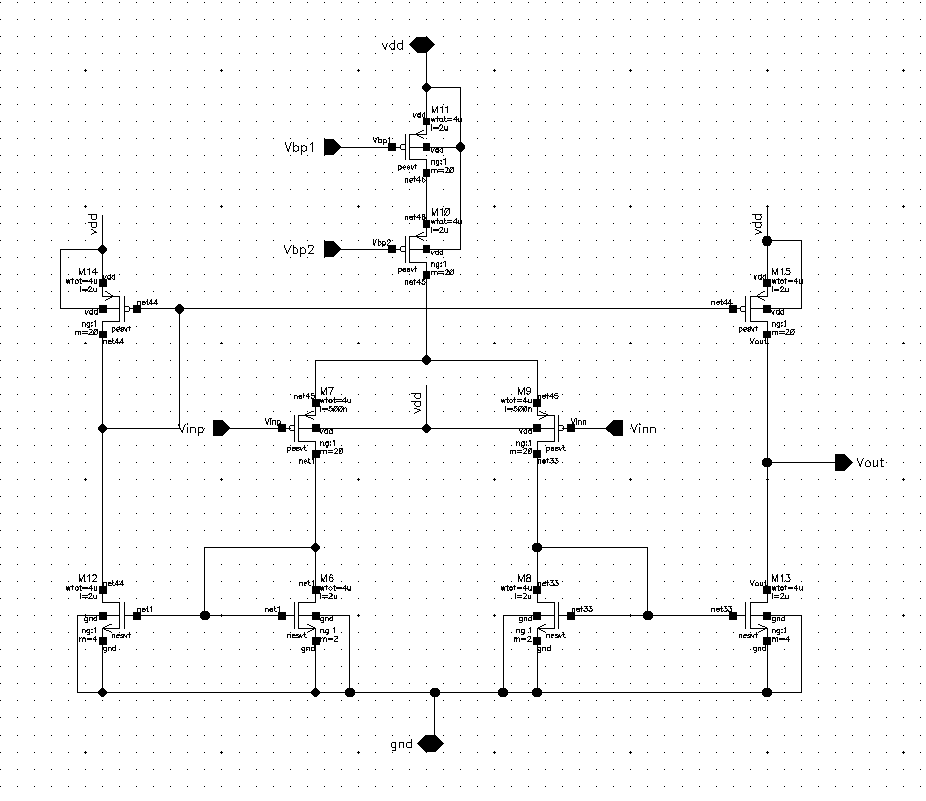 vdd
M11
vdd
wtot=4u
l=2u
Vbp1
Vbp1
vdd
ng:1
pesvt
m=20
net46
M10
net46
wtot=4u
l=2u
Vbp2
Vbp2
vdd
ng:1
pesvt
m=20
net45
vdd
M14
vdd
wtot=4u
l=2u
net44
vdd
ng:1
pesvt
m=20
net44
vdd
M15
vdd
wtot=4u
l=2u
net44
vdd
ng:1
pesvt
m=20
Vout
M7
net45
wtot=4u
l=500n
Vinp
Vinp
vdd
ng:1
pesvt
m=20
net1
vdd
M9
net45
wtot=4u
l=500n
Vinn
Vinn
vdd
ng:1
pesvt
m=20
net33
Vout
M12
net44
wtot=4u
l=2u
net1
gnd
ng:1
nesvt
m=4
gnd
M6
net1
wtot=4u
l=2u
net1
gnd
ng:1
nesvt
m=2
gnd
M8
net33
wtot=4u
l=2u
net33
gnd
ng:1
nesvt
m=2
gnd
M13
Vout
wtot=4u
l=2u
net33
gnd
ng:1
nesvt
m=4
gnd
gnd